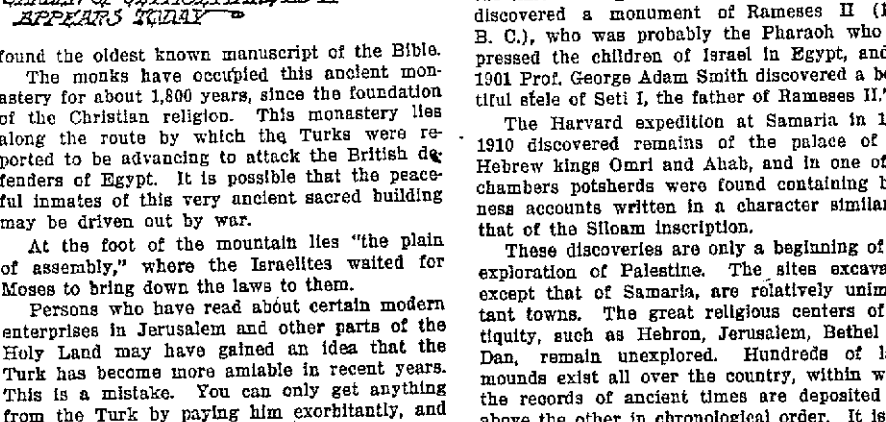 APPEARS TODAY
found the oldest known manuscript of the Bible.
The monks have occupied this ancient mon-
astery for about 1,800 years, since the foundation
of the Christian religion. This monastery lies
along the route by which the Turks were re-
ported to be advancing to attack the British de-
fenders of Egypt. It is possible that the peace-
ful inmates of this very ancient sacred building
may be driven out by war.
At the foot of the mountain lies "the plain
of assembly," where the Israelites waited for
Moses to bring down the laws to them.
Persons who have read about certain modern
enterprises in Jerusalem and other parts of the
Holy Land may have gained an idea that the
Turk has become more amiable in recent years.
This is a mistake. You can only get anything
from the Turk by paying him exorbitantly, and
discovered a monument of Rameses II (1
B. C.), who was probably the Pharaoh who
pressed the children of Israel in Egypt, and
1901 Prof. George Adam Smith discovered a be
tiful stele of Seti I, the father of Rameses II."
The Harvard expedition at Samaria in 1
1910 discovered remains of the palace of
Hebrew kings Omri and Ahab, and in one of
chambers potsherds were found containing b
ness accounts written in a character similar
that of the Siloam inscription.
These discoveries are only a beginning of
exploration of Palestine. The sites excava
except that of Samaria, are relatively unim
tant towns. The great religious centers of
tiquity, such as Hebron, Jerusalem, Bethel
Dan, remain unexplored. Hundreds of l
mounds exist all over the country, within w
the records of ancient times are deposited
above the other in chronological order. It is